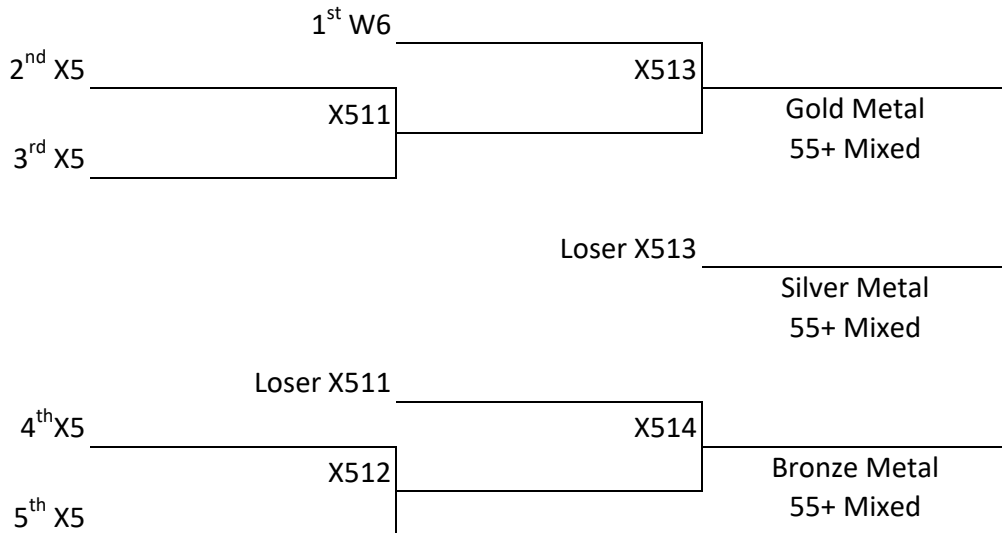 1st W6
2nd X5
X513
X511
Gold Metal
3rd X5
55+ Mixed
Loser X513
Silver Metal
55+ Mixed
Loser X511
4thX5
X514
X512
Bronze Metal
5th X5
55+ Mixed